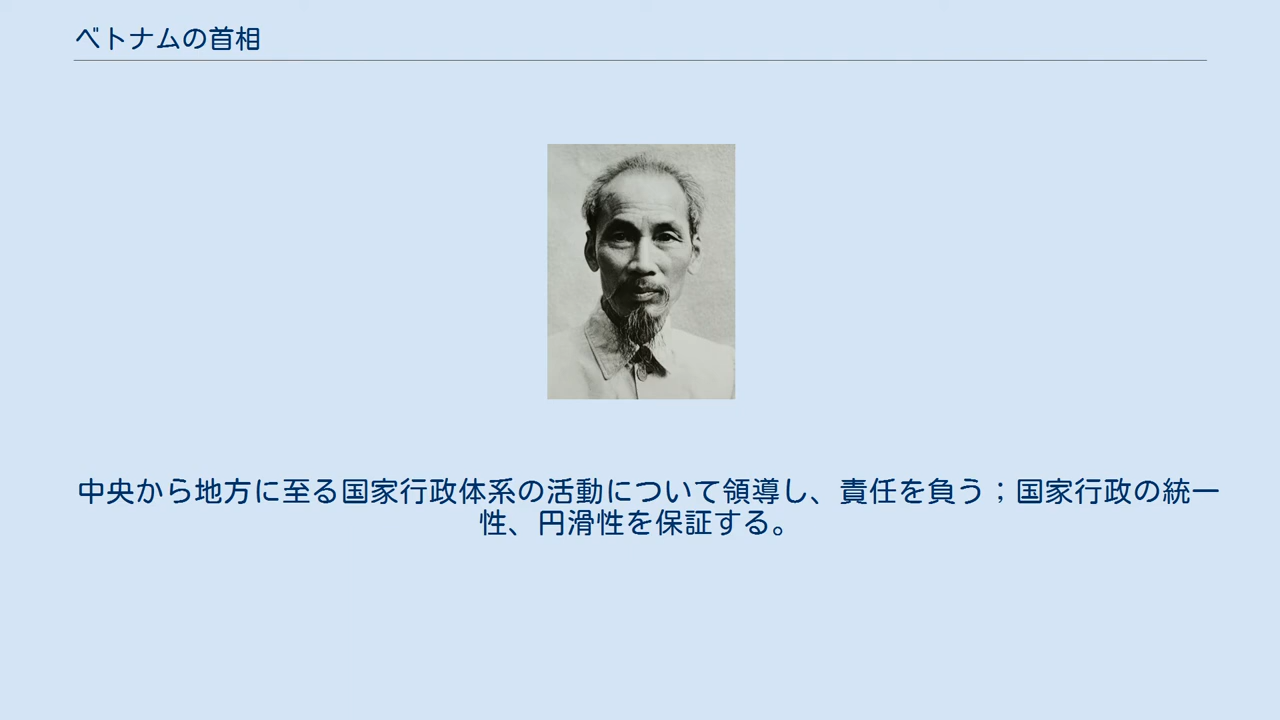 ベトナムの首相
中央から地方に至る国家行政体系の活動について領導し、責任を負う；国家行政の統一
性、円滑性を保証する。